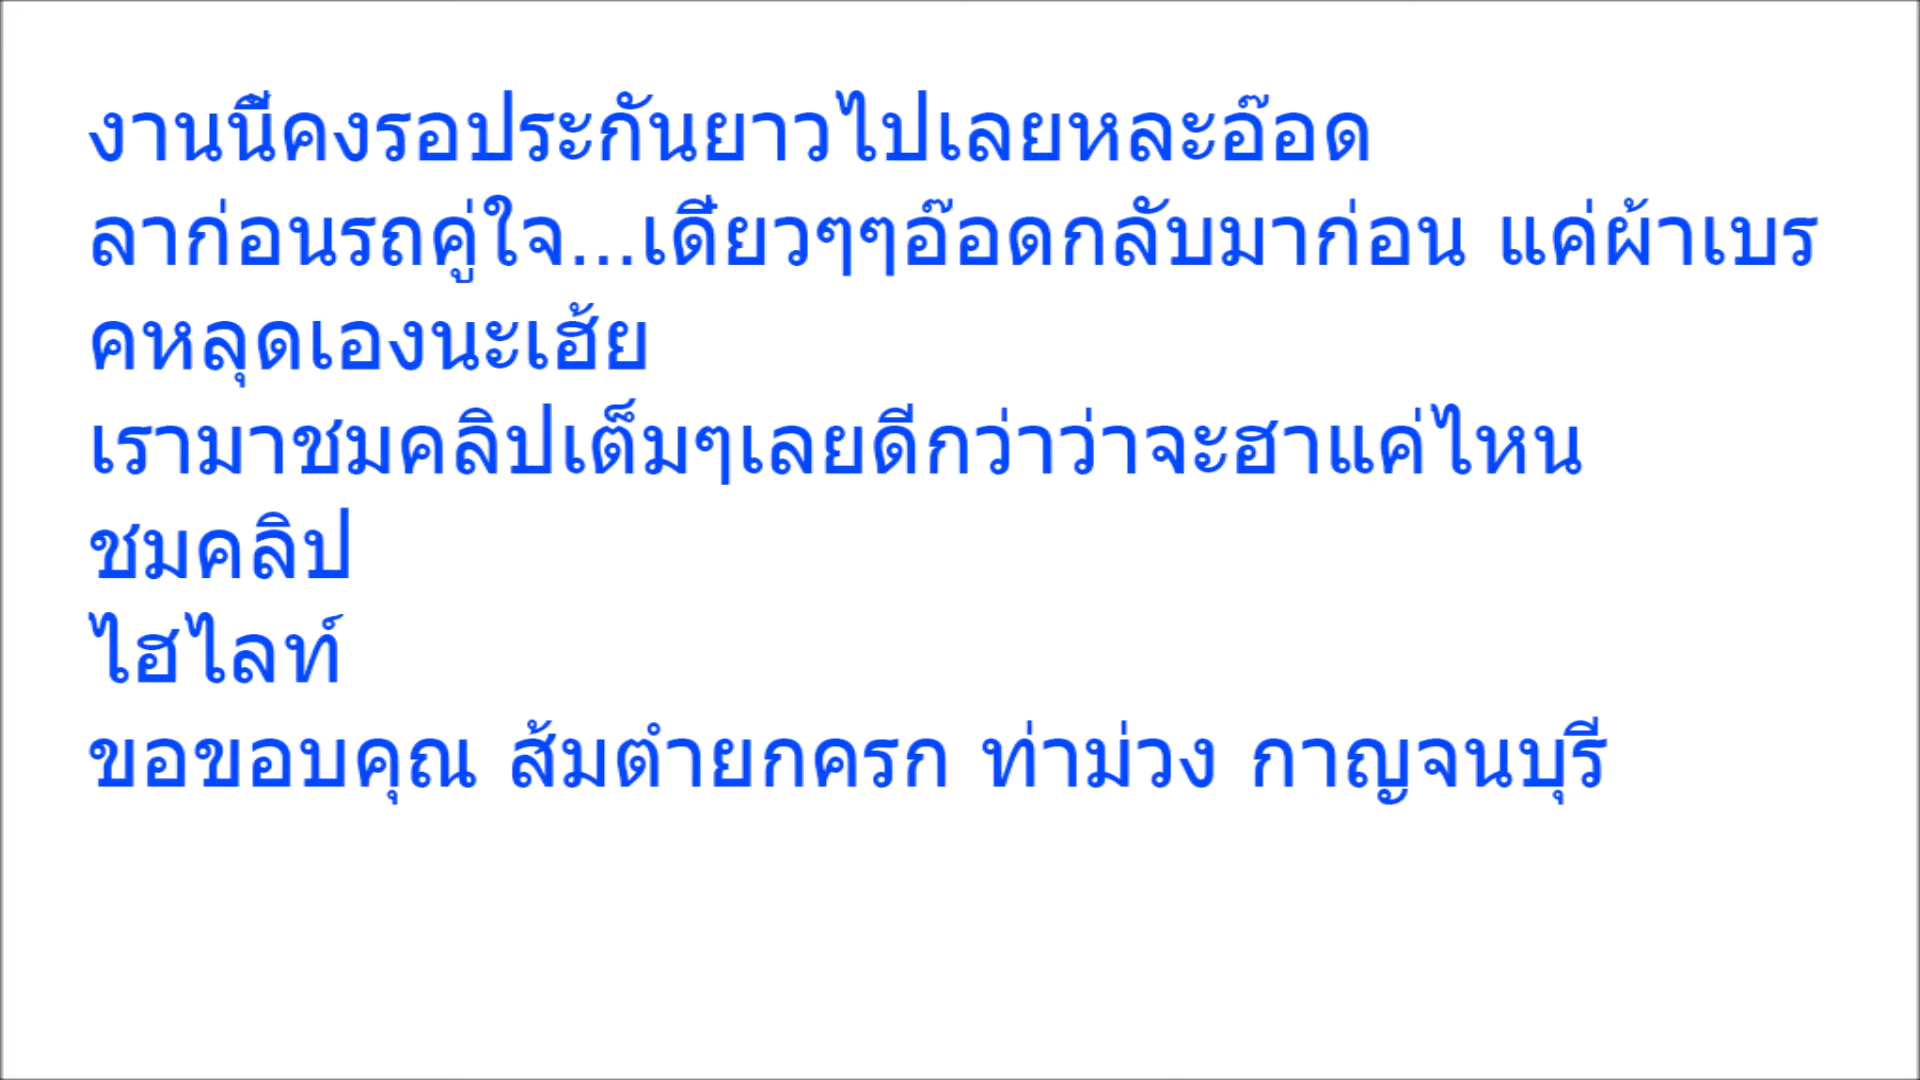 งานนี้คงรอประกันยาวไปเลยหละอ๊อด
ลาก่อนรถคู่ใจ...เดี๋ยวๆๆอ๊อดกลับมาก่อน แค่ผ้าเบร
คหลุดเองนะเฮ้ย
เรามาชมคลิปเต็มๆเลยดีกว่าว่าจะฮาแค่ไหน
ชมคลิป
ไฮไลท์
ขอขอบคุณ ส้มตำยกครก ท่าม่วง กาญจนบุรี